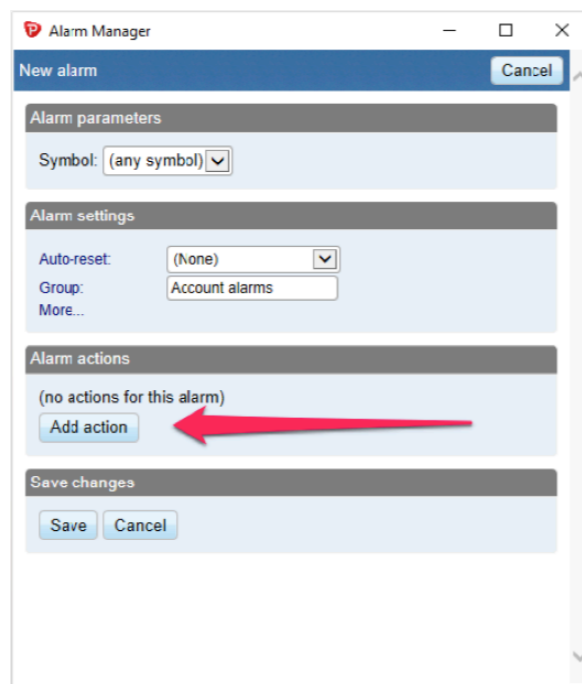 Alarm Manager
New alarm
Cancel
Alarm parameters
Symbol: (any symbol)
Alarm settings
Auto-reset: (None)
Group: Account alarms
More...
Alarm actions
(no actions for this alarm)
Add action
Save changes
Save Cancel